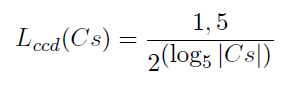 L_{ccd}(Cs) = \frac{1,5}{2^{(\log_5 |Cs|)}}